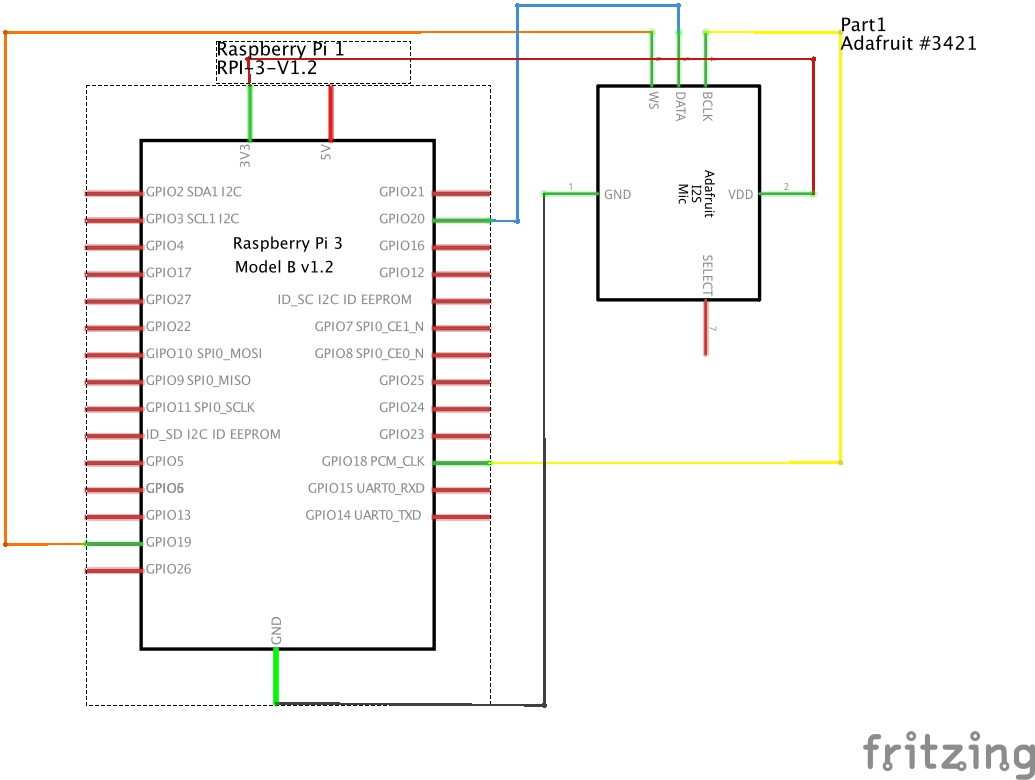 Part1
Adafruit #3421
Raspberry Pi 1
RPI-3-V1.2
3V3
5V
WS
DATA
BCLK
GPIO2 SDA1 I2C
GPIO21
GPIO3 SCL1 I2C
GPIO20
GPIO4
GPIO16
GPIO17
GPIO12
GPIO27
ID_SC I2C ID EEPROM
GPIO22
GPIO7 SPI0_CE1_N
GIPO10 SPI0_MOSI
GPIO8 SPI0_CE0_N
GPIO9 SPI0_MISO
GPIO25
GPIO11 SPI0_SCLK
GPIO24
ID_SD I2C ID EEPROM
GPIO23
GPIO5
GPIO18 PCM_CLK
GPIO6
GPIO15 UART0_RXD
GPIO13
GPIO14 UART0_TXD
GPIO19
GPIO26
Raspberry Pi 3
Model B v1.2
GND
1
GND
Adafruit
I2S
Mic
VDD
2
SELECT
7
fritzing